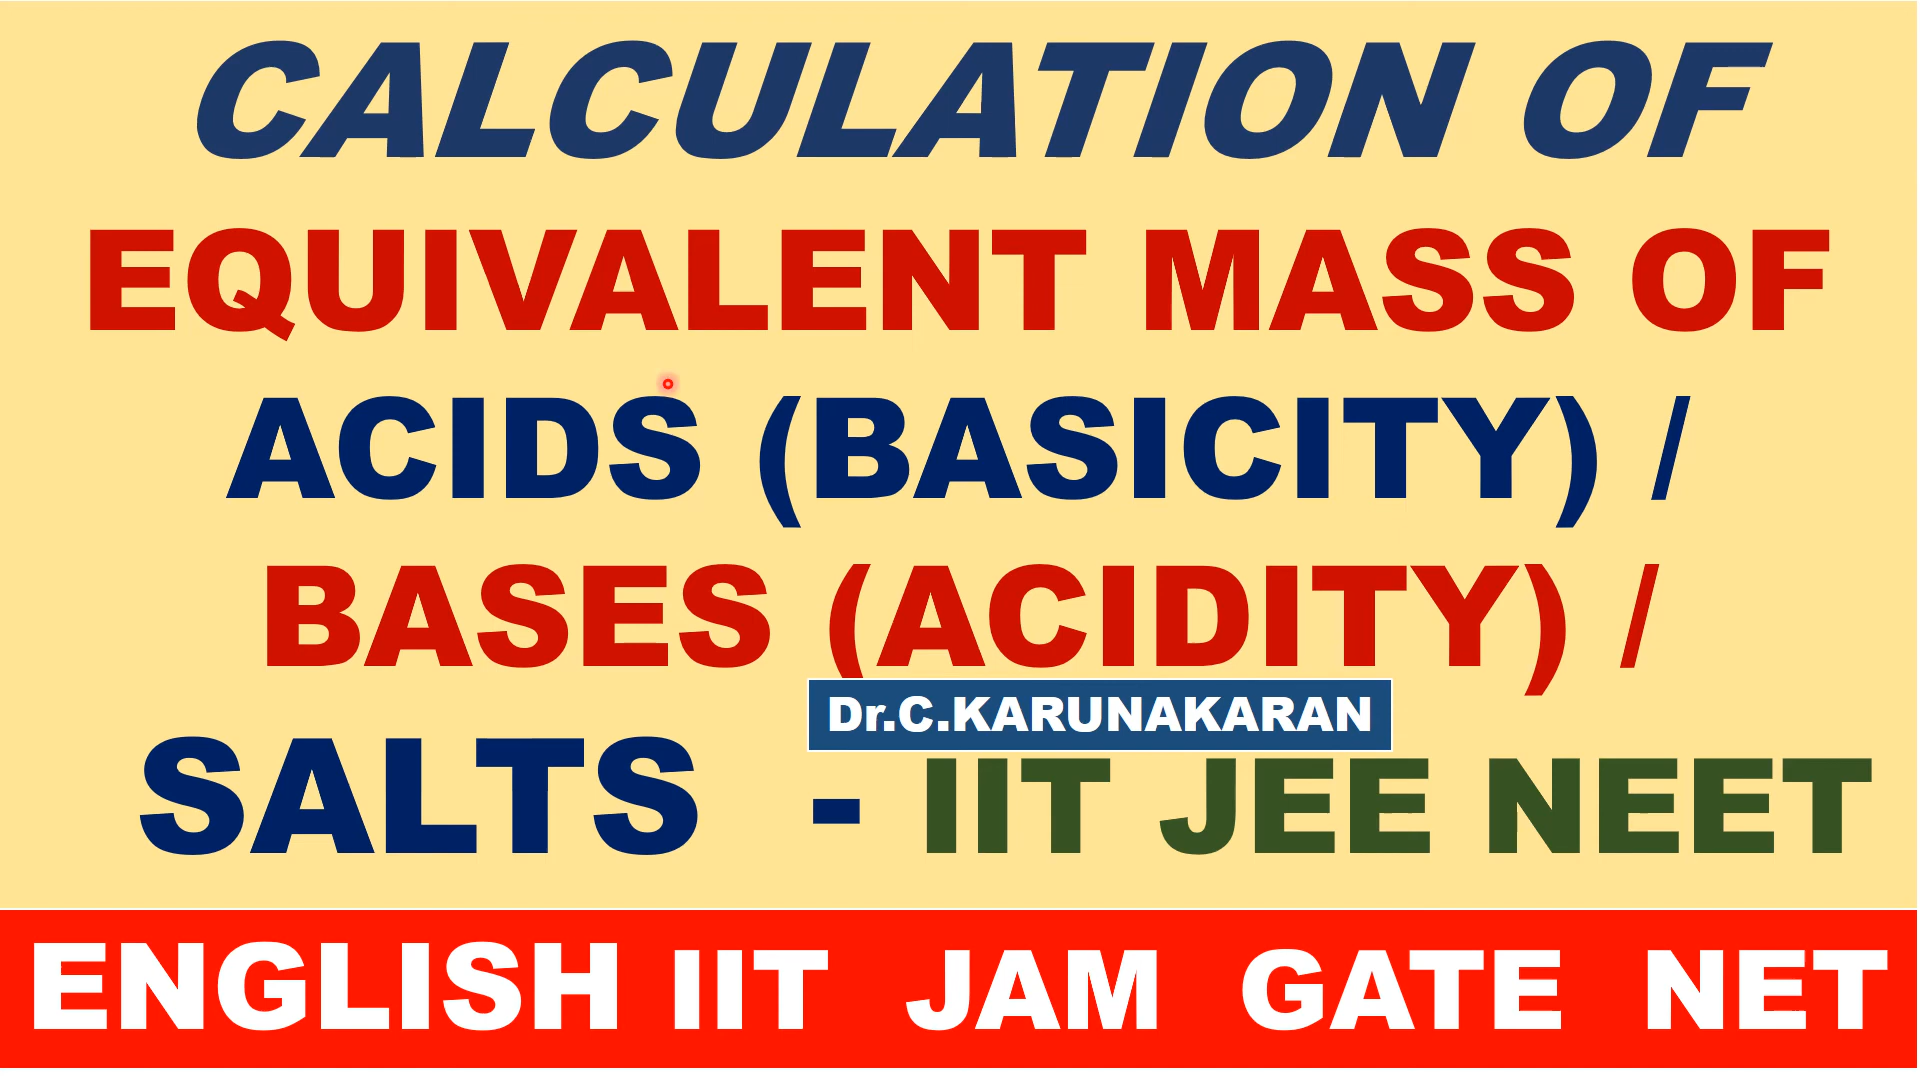 CALCULATION OF
EQUIVALENT MASS OF
ACIDS (BASICITY) /
BASES (ACIDITY) /
Dr.C.KARUNAKARAN
SALTS - IIT JEE NEET
ENGLISH IIT JAM GATE NET